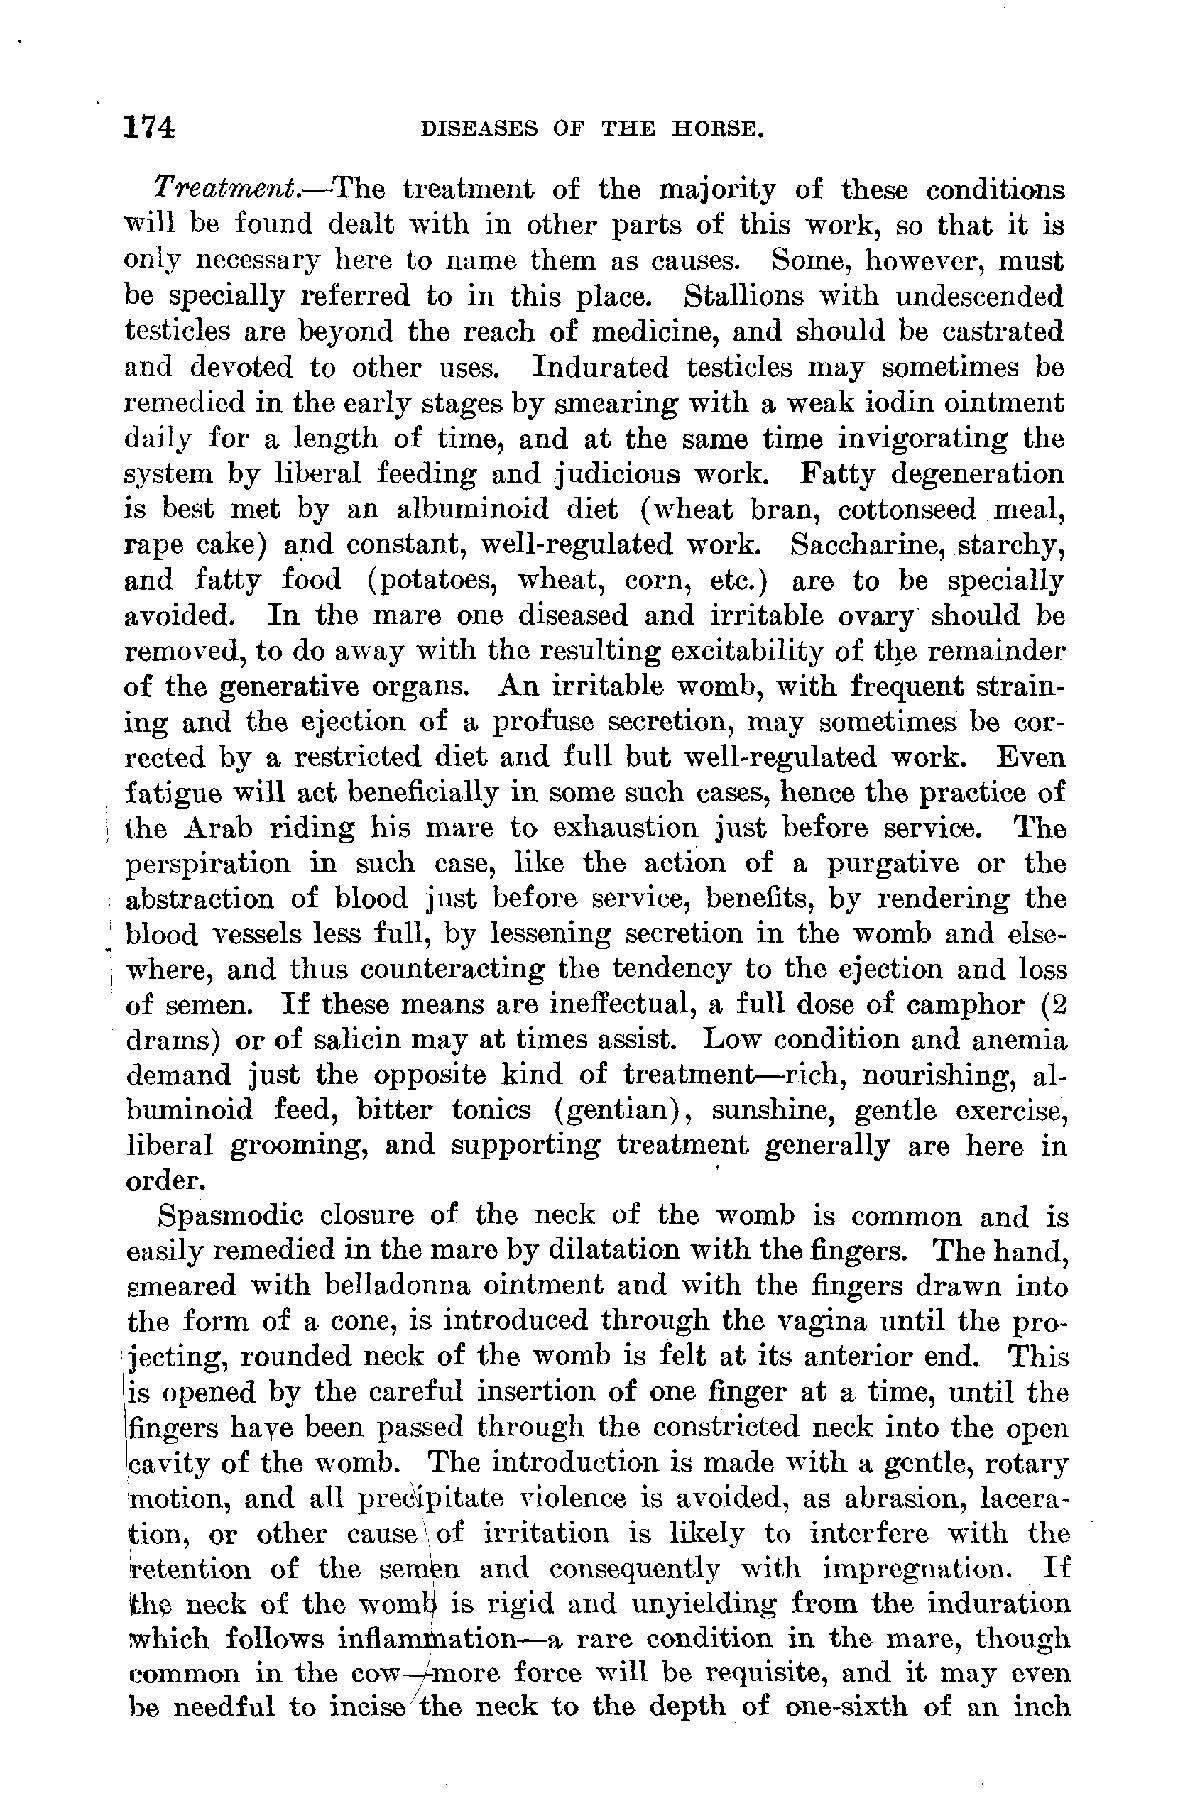 174 DISEASES OF THE HORSE.
Treatment.—The treatment of the majority of these conditions
will be found dealt with in other parts of this work, so that it is
only necessary here to name them as causes. Some, however, must
be specially referred to in this place. Stallions with undescended
testicles are beyond the reach of medicine, and should be castrated
and devoted to other uses. Indurated testicles may sometimes be
remedied in the early stages by smearing with a weak iodin ointment
daily for a length of time, and at the same time invigorating the
system by liberal feeding and judicious work. Fatty degeneration
is best met by an albuminoid diet (wheat bran, cottonseed meal,
rape cake) and constant, well-regulated work. Saccharine, starchy,
and fatty food (potatoes, wheat, corn, etc.) are to be specially
avoided. In the mare one diseased and irritable ovary should be
removed, to do away with the resulting excitability of the remainder
of the generative organs. An irritable womb, with frequent strain-
ing and the ejection of a profuse secretion, may sometimes be cor-
rected by a restricted diet and full but well-regulated work. Even
fatigue will act beneficially in some such cases, hence the practice of
the Arab riding his mare to exhaustion just before service. The
perspiration in such case, like the action of a purgative or the
abstraction of blood just before service, benefits, by rendering the
blood vessels less full, by lessening secretion in the womb and else-
where, and thus counteracting the tendency to the ejection and loss
of semen. If these means are ineffectual, a full dose of camphor (2
drams) or of salicin may at times assist. Low condition and anemia
demand just the opposite kind of treatment—rich, nourishing, al-
buminoid feed, bitter tonics (gentian), sunshine, gentle exercise,
liberal grooming, and supporting treatment generally are here in
order.
Spasmodic closure of the neck of the womb is common and is
easily remedied in the mare by dilatation with the fingers. The hand,
smeared with belladonna ointment and with the fingers drawn into
the form of a cone, is introduced through the vagina until the pro-
jecting, rounded neck of the womb is felt at its anterior end. This
is opened by the careful insertion of one finger at a time, until the
fingers have been passed through the constricted neck into the open
cavity of the womb. The introduction is made with a gentle, rotary
motion, and all precipitate violence is avoided, as abrasion, lacera-
tion, or other cause of irritation is likely to interfere with the
retention of the semen and consequently with impregnation. If
the neck of the womb is rigid and unyielding from the induration
which follows inflammation—a rare condition in the mare, though
common in the cow—more force will be requisite, and it may even
be needful to incise the neck to the depth of one-sixth of an inch